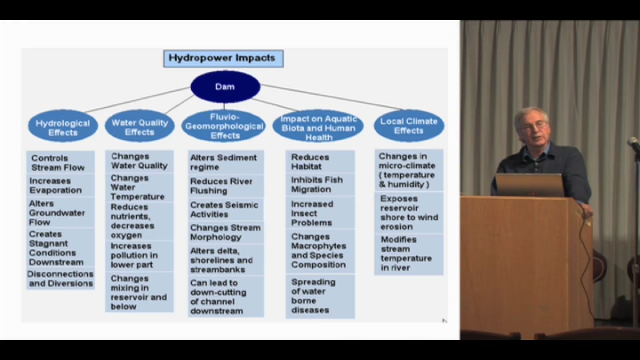 Hydropower Impacts
Dam
Hydrological
Effects
Water Quality
Effects
Fluvio-
Geomorphological
Effects
Impact on Aquatic
Biota and Human
Health
Local Climate
Effects
Controls
Stream Flow
Increases
Evaporation
Alters
Groundwater
Flow
Creates
Stagnant
Conditions
Downstream
Disconnections
and Diversions
Changes
Water Quality
Changes
Water
Temperature
Reduces
nutrients,
decreases
oxygen
Increases
pollution in
lower part
Changes
mixing in
reservoir and
below
Alters Sediment
regime
Reduces River
Flushing
Creates Seismic
Activities
Changes Stream
Morphology
Alters delta,
shorelines and
streambanks
Can lead to
down-cutting
of channel
downstream
Reduces
Habitat
Inhibits Fish
Migration
Increased
Insect
Problems
Changes
Macrophytes
and Species
Composition
Spreading
of water
borne
diseases
Changes in
micro-climate
( temperature
& humidity )
Exposes
reservoir
shore to wind
erosion
Modifies
stream
temperature
in river